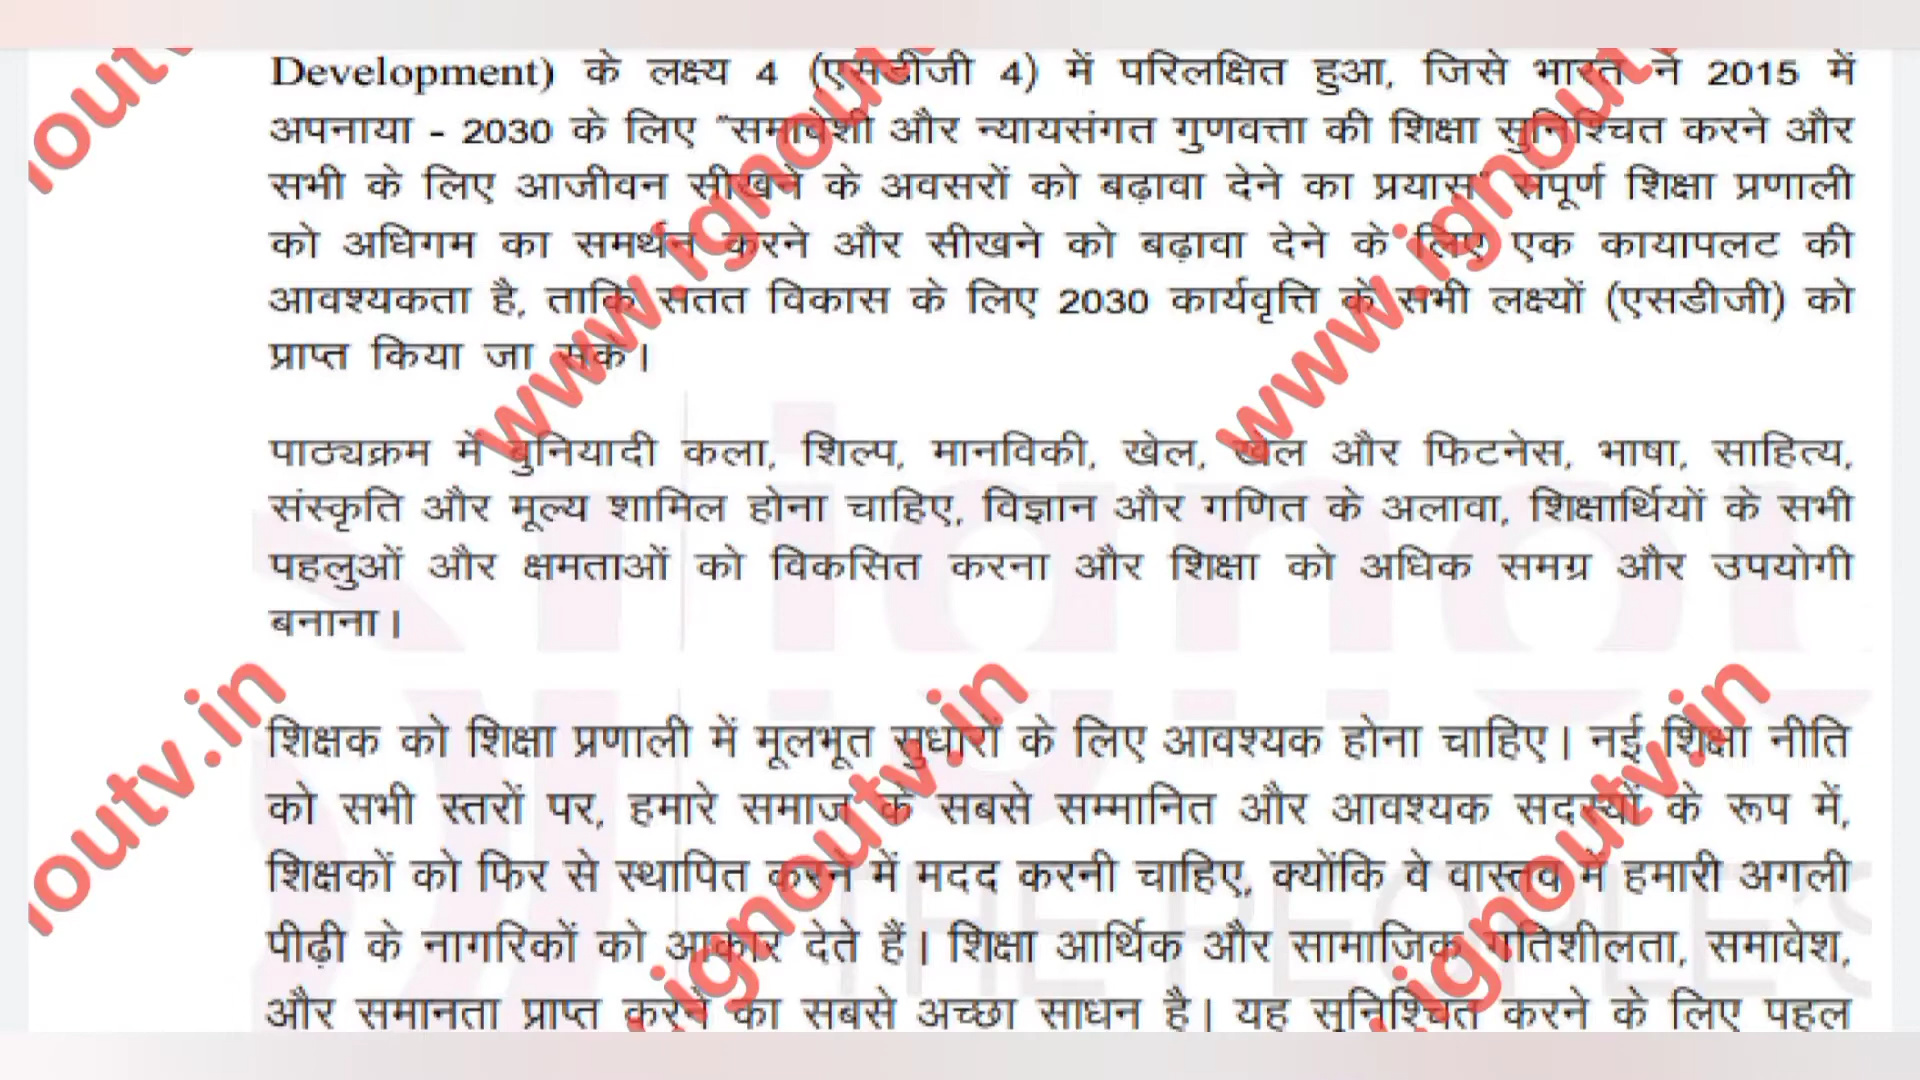 Development) के लक्ष्य 4 (एसडीजी 4) में परिलक्षित हुआ, जिसे भारत ने 2015 में
अपनाया - 2030 के लिए "समावेशी और न्यायसंगत गुणवत्ता की शिक्षा सुनिश्चित करने और
सभी के लिए आजीवन सीखने के अवसरों को बढ़ावा देने का प्रयास" संपूर्ण शिक्षा प्रणाली
को अधिगम का समर्थन करने और सीखने को बढ़ावा देने के लिए एक कायापलट की
आवश्यकता है, ताकि सतत विकास के लिए 2030 कार्यवृत्ति के सभी लक्ष्यों (एसडीजी) को
प्राप्त किया जा सके।
पाठ्यक्रम में बुनियादी कला, शिल्प, मानविकी, खेल, खेल और फिटनेस, भाषा, साहित्य,
संस्कृति और मूल्य शामिल होना चाहिए, विज्ञान और गणित के अलावा, शिक्षार्थियों के सभी
पहलुओं और क्षमताओं को विकसित करना और शिक्षा को अधिक समग्र और उपयोगी
बनाना।
शिक्षक को शिक्षा प्रणाली में मूलभूत सुधारों के लिए आवश्यक होना चाहिए। नई शिक्षा नीति
को सभी स्तरों पर, हमारे समाज के सबसे सम्मानित और आवश्यक सदस्यों के रूप में,
शिक्षकों को फिर से स्थापित करने में मदद करनी चाहिए, क्योंकि वे वास्तव में हमारी अगली
पीढ़ी के नागरिकों को आकार देते हैं। शिक्षा आर्थिक और सामाजिक गतिशीलता, समावेश,
और समानता प्राप्त करने का सबसे अच्छा साधन है। यह सुनिश्चित करने के लिए पहल
www.ignoutv
www.ignoutv
noutv
noutv.in
.ignoutv.in
.ignoutv.in
ignou
THE PEOPLE'S